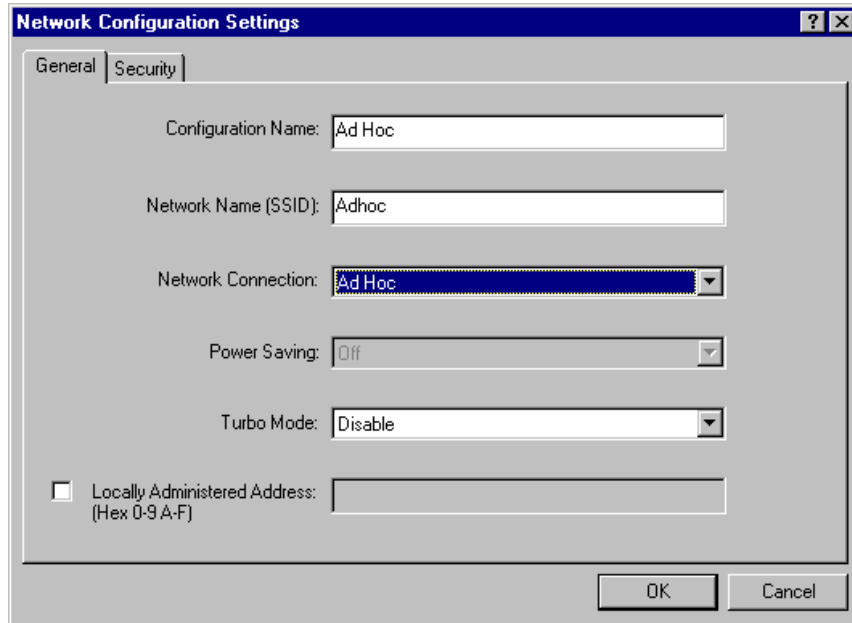 Network Configuration Settings
General
Security
Configuration Name: Ad Hoc
Network Name (SSID): Adhoc
Network Connection: Ad Hoc
Power Saving: Off
Turbo Mode: Disable
Locally Administered Address:
(Hex 0-9 A-F)
OK
Cancel